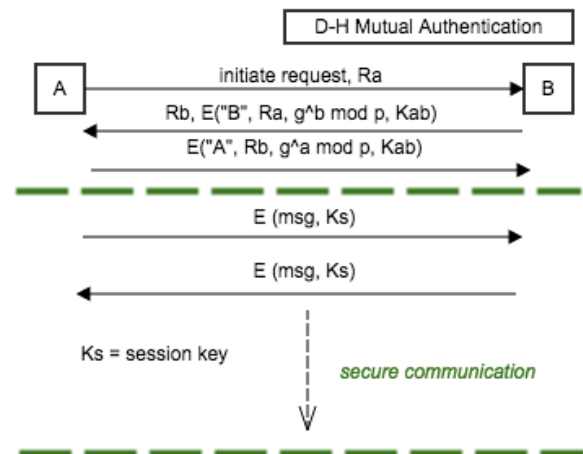 D-H Mutual Authentication
A
initiate request, Ra
B
Rb, E("B", Ra, g^b mod p, Kab)
E("A", Rb, g^a mod p, Kab)
E (msg, Ks)
E (msg, Ks)
Ks = session key
secure communication